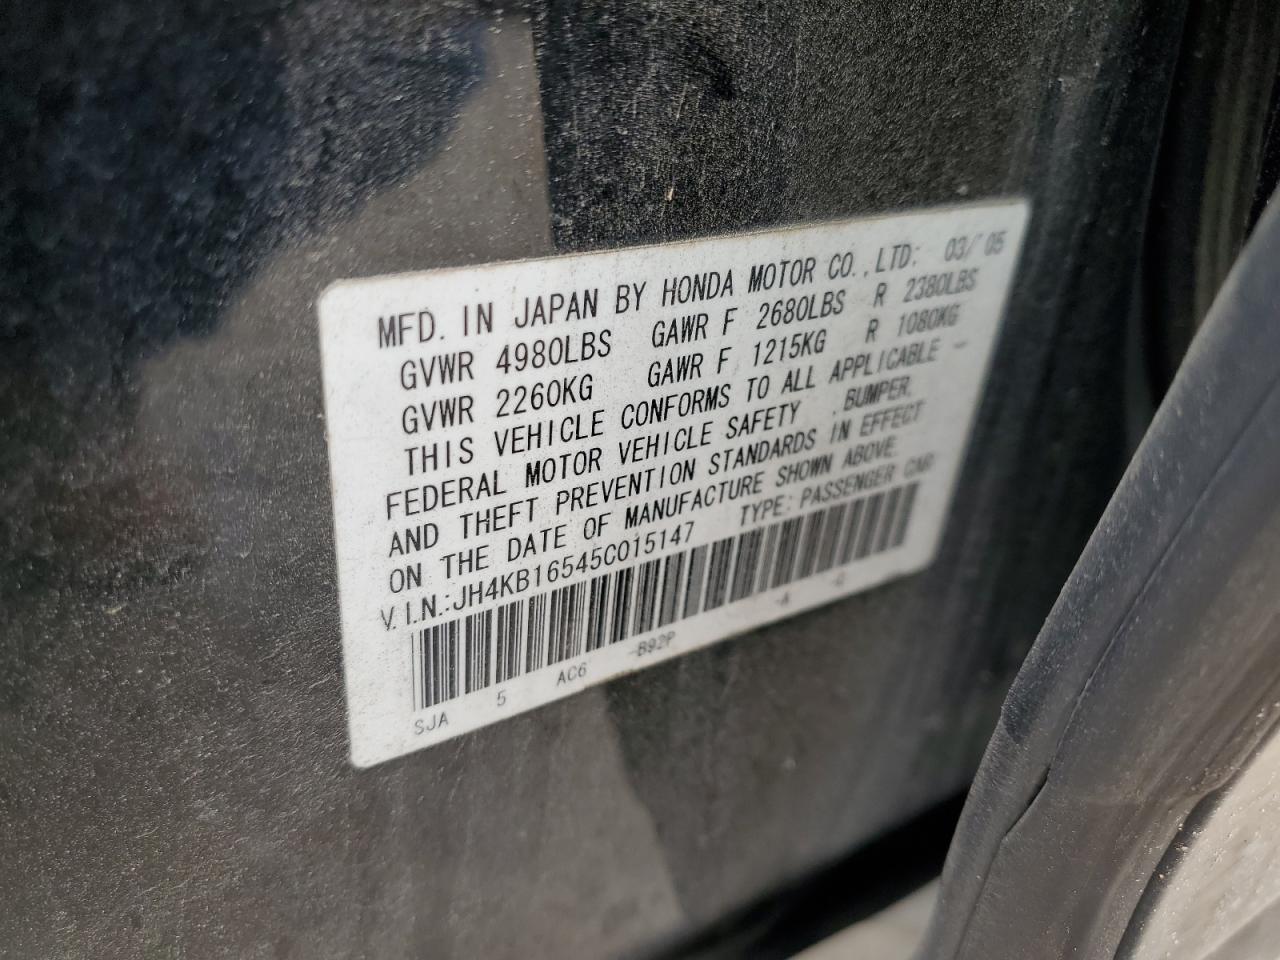 MFD. IN JAPAN BY HONDA MOTOR CO.,LTD: 03/'05
GVWR 4980LBS GAWR F 2680LBS R 2380LBS
GVWR 2260KG GAWR F 1215KG R 1080KG
THIS VEHICLE CONFORMS TO ALL APPLICABLE -
FEDERAL MOTOR VEHICLE SAFETY , BUMPER,
AND THEFT PREVENTION STANDARDS IN EFFECT
ON THE DATE OF MANUFACTURE SHOWN ABOVE.
V.I.N.:JH4KB16545C015147 TYPE: PASSENGER CAR
SJA 5 AC6 -B92P -A -C